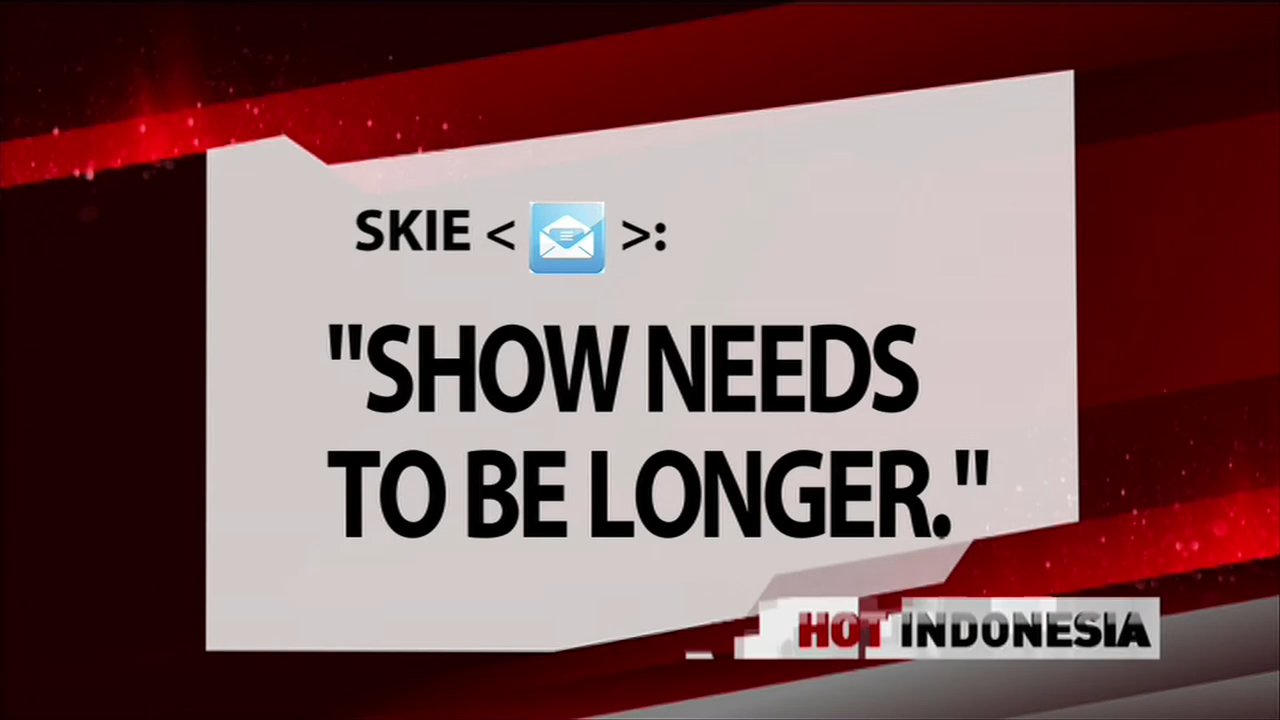 SKIE < >:
"SHOW NEEDS
TO BE LONGER."
HOT INDONESIA